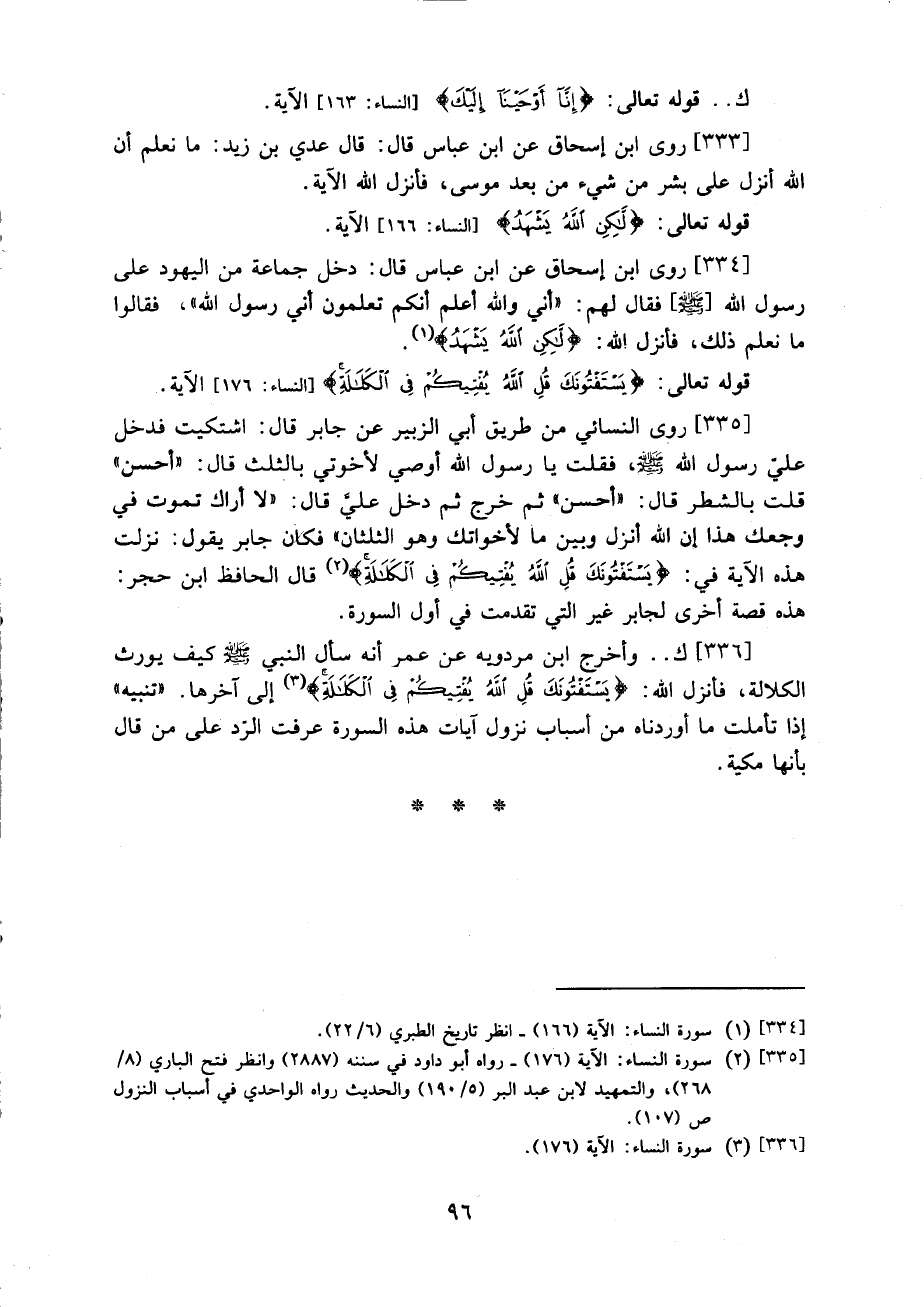 ك . . قوله تعالى: ﴿إِنَّآ أَوْحَيْنَآ إِلَيْكَ﴾ [النساء: ١٦٣] الآية.
[٣٣٣] روى ابن إسحاق عن ابن عباس قال: قال عدي بن زيد: ما نعلم أن
الله أنزل على بشر من شيء من بعد موسى، فأنزل الله الآية.
قوله تعالى: ﴿لَّٰكِنِ ٱللَّهُ يَشْهَدُ﴾ [النساء: ١٦٦] الآية.
[٣٣٤] روى ابن إسحاق عن ابن عباس قال: دخل جماعة من اليهود على
رسول الله [ﷺ] فقال لهم: «أني والله أعلم أنكم تعلمون أني رسول الله»، فقالوا
ما نعلم ذلك، فأنزل الله: ﴿لَّٰكِنِ ٱللَّهُ يَشْهَدُ﴾(١).
قوله تعالى: ﴿يَسْتَفْتُونَكَ قُلِ ٱللَّهُ يُفْتِيكُمْ فِى ٱلْكَلَٰلَةِۚ﴾ [النساء: ١٧٦] الآية.
[٣٣٥] روى النسائي من طريق أبي الزبير عن جابر قال: اشتكيت فدخل
عليّ رسول الله ﷺ، فقلت يا رسول الله أوصي لأخوتي بالثلث قال: «أحسن»
قلت بالشطر قال: «أحسن» ثم خرج ثم دخل عليَّ قال: «لا أراك تموت في
وجعك هذا إن الله أنزل وبين ما لأخواتك وهو الثلثان» فكان جابر يقول: نزلت
هذه الآية في: ﴿يَسْتَفْتُونَكَ قُلِ ٱللَّهُ يُفْتِيكُمْ فِى ٱلْكَلَٰلَةِۚ﴾(٢) قال الحافظ ابن حجر:
هذه قصة أخرى لجابر غير التي تقدمت في أول السورة.
[٣٣٦] ك . . وأخرج ابن مردويه عن عمر أنه سأل النبي ﷺ كيف يورث
الكلالة، فأنزل الله: ﴿يَسْتَفْتُونَكَ قُلِ ٱللَّهُ يُفْتِيكُمْ فِى ٱلْكَلَٰلَةِۚ﴾(٣) إلى آخرها. «تنبيه»
إذا تأملت ما أوردناه من أسباب نزول آيات هذه السورة عرفت الرّد على من قال
بأنها مكية.
* * *
[٣٣٤] (١) سورة النساء: الآية (١٦٦) ـ انظر تاريخ الطبري (٢٢/٦).
[٣٣٥] (٢) سورة النساء: الآية (١٧٦) ـ رواه أبو داود في سننه (٢٨٨٧) وانظر فتح الباري (٨/
٢٦٨)، والتمهيد لابن عبد البر (١٩٠/٥) والحديث رواه الواحدي في أسباب النزول
ص (١٠٧).
[٣٣٦] (٣) سورة النساء: الآية (١٧٦).
٩٦